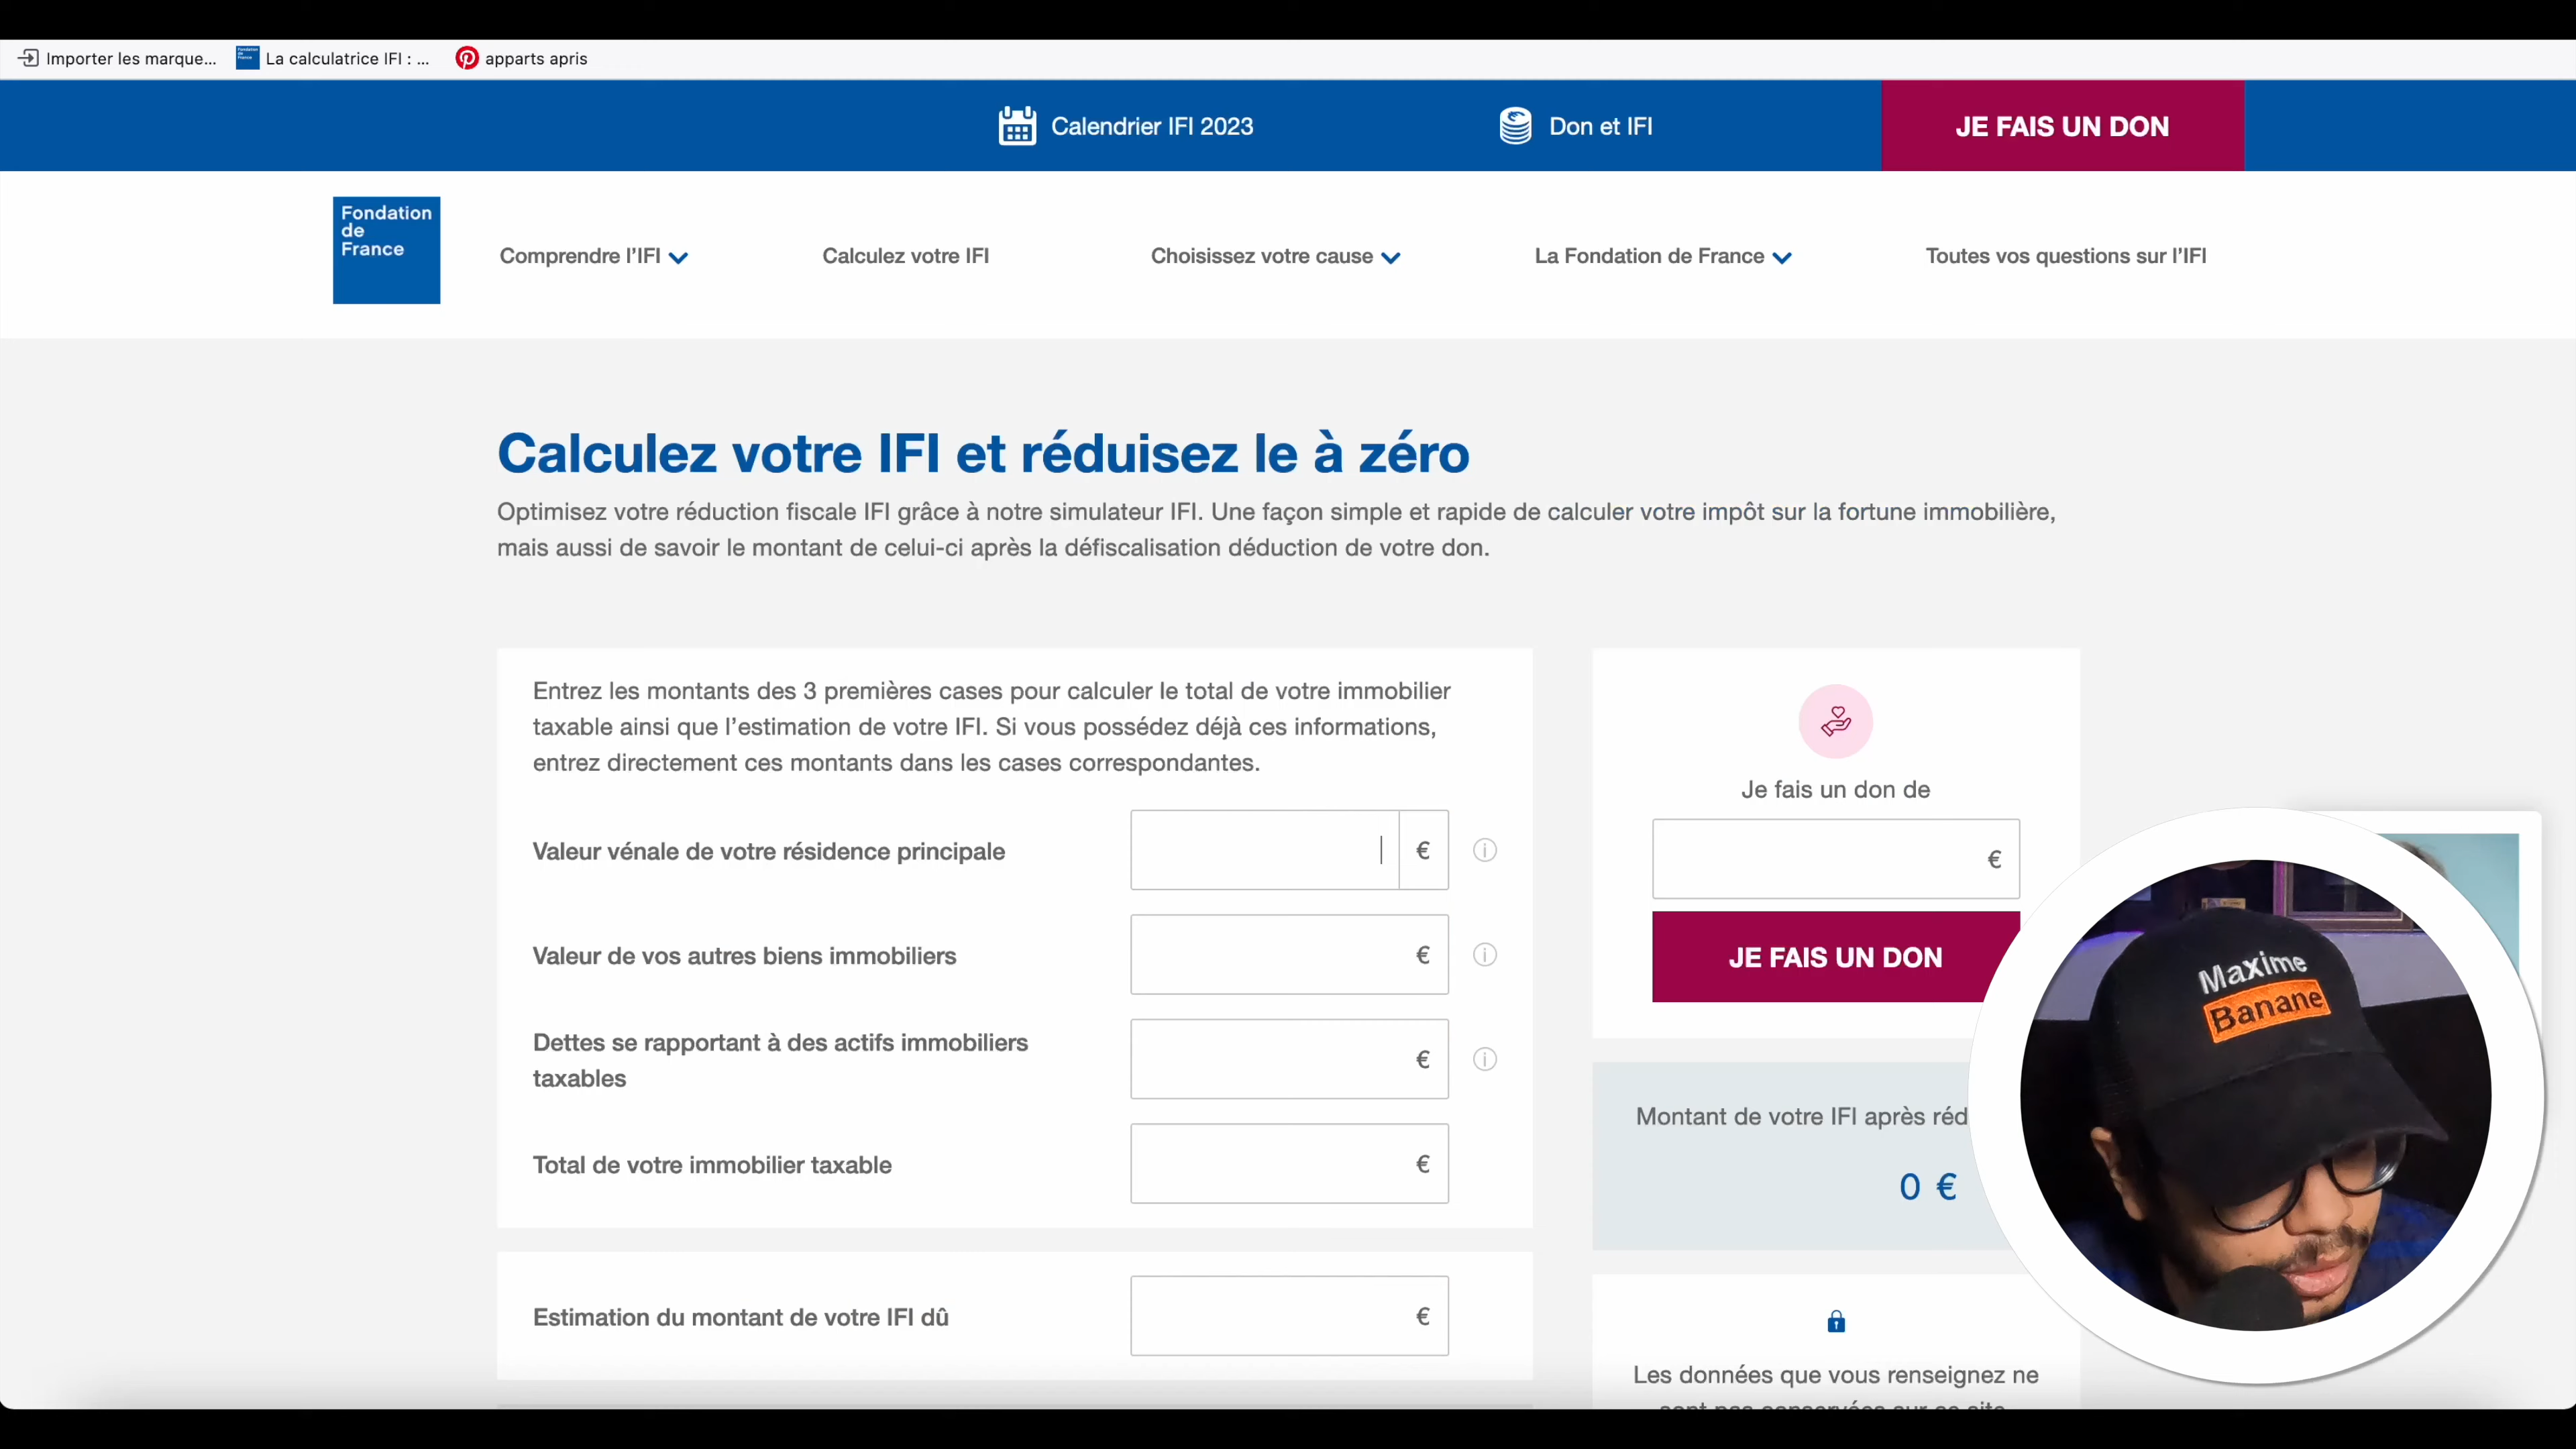 Importer les marque...
La calculatrice IFI : ...
apparts apris
Calendrier IFI 2023
Don et IFI
JE FAIS UN DON
Fondation
de
France
Comprendre l'IFI
Calculez votre IFI
Choisissez votre cause
La Fondation de France
Toutes vos questions sur l'IFI
Calculez votre IFI et réduisez le à zéro
Optimisez votre réduction fiscale IFI grâce à notre simulateur IFI. Une façon simple et rapide de calculer votre impôt sur la fortune immobilière,
mais aussi de savoir le montant de celui-ci après la défiscalisation déduction de votre don.
Entrez les montants des 3 premières cases pour calculer le total de votre immobilier
taxable ainsi que l'estimation de votre IFI. Si vous possédez déjà ces informations,
entrez directement ces montants dans les cases correspondantes.
Valeur vénale de votre résidence principale
€
Valeur de vos autres biens immobiliers
€
Dettes se rapportant à des actifs immobiliers
taxables
€
Total de votre immobilier taxable
€
Estimation du montant de votre IFI dû
€
Je fais un don de
€
JE FAIS UN DON
Montant de votre IFI après réd
0 €
Les données que vous renseignez ne
sont pas conservées sur ce site
Maxime
Banane